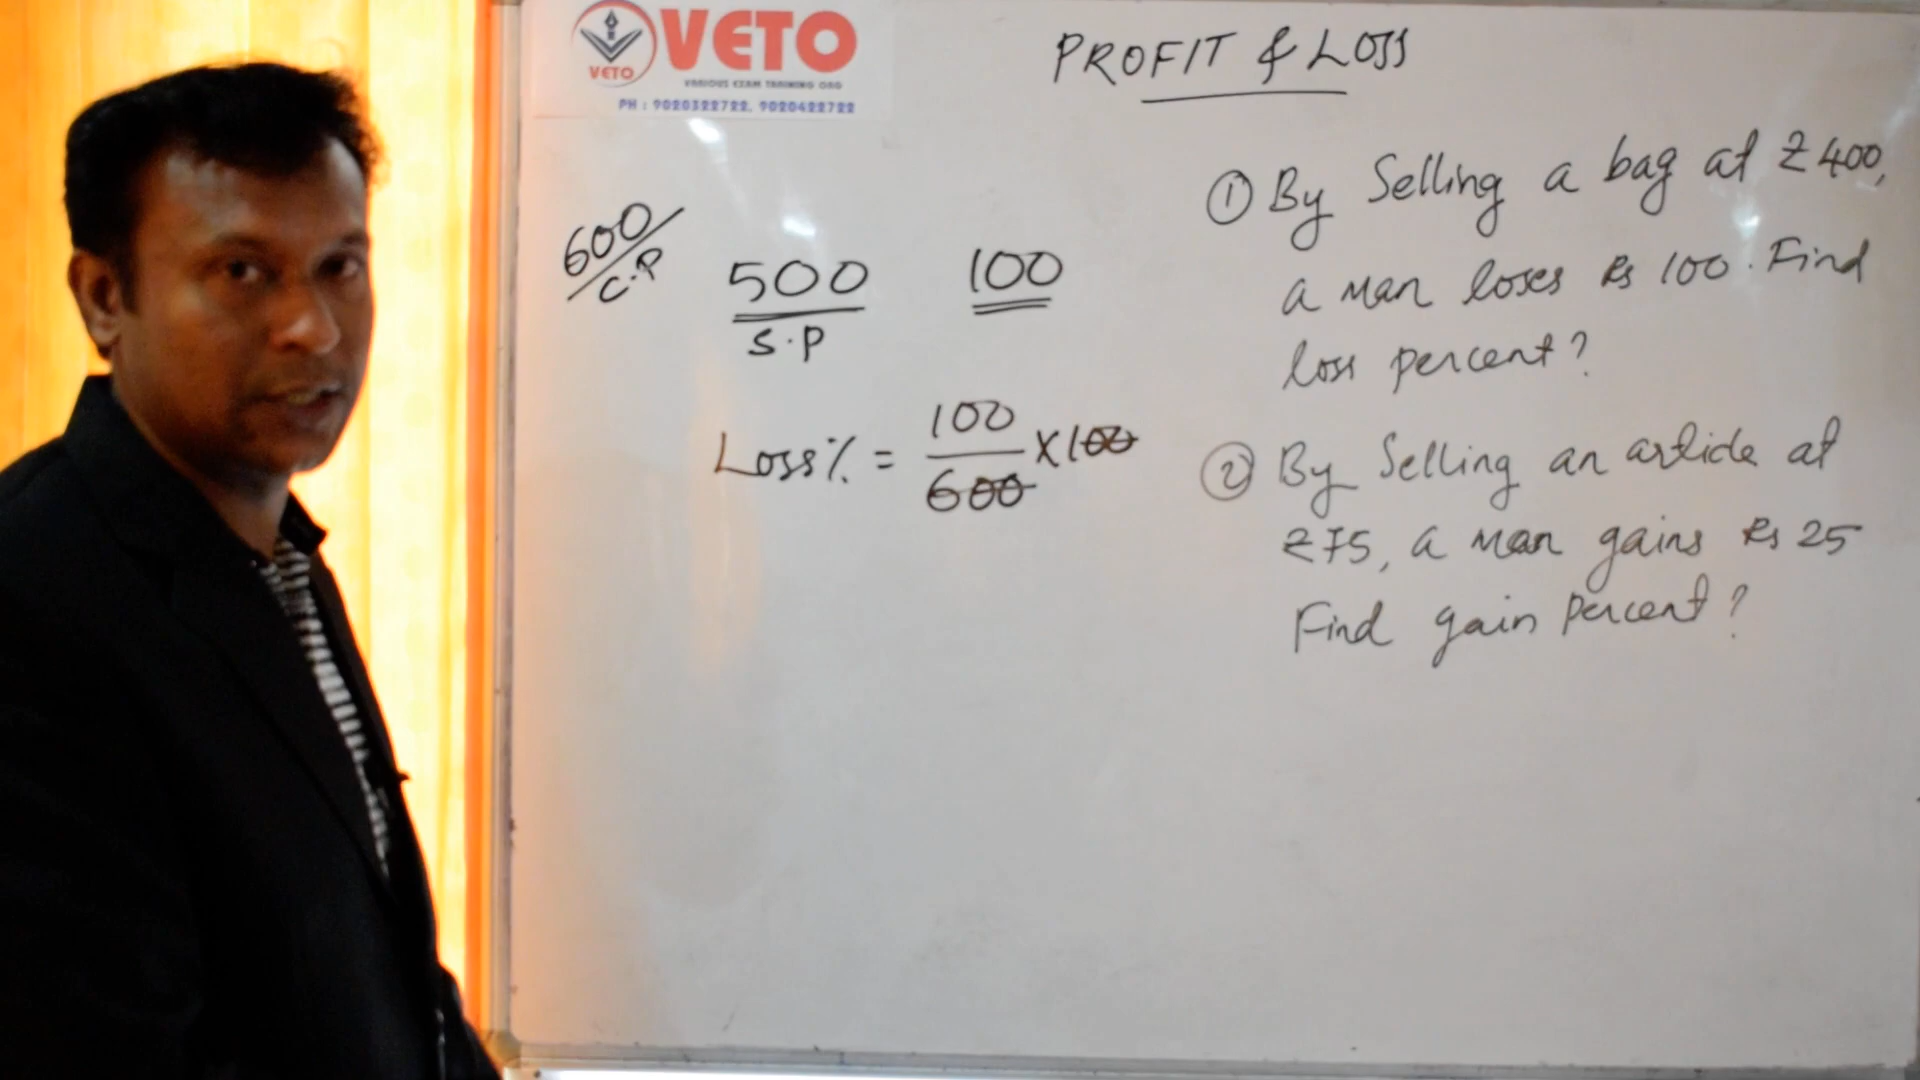 VETO
VETO
VARIOUS EXAM TRAINING ORG
PH : 9020322722, 9020422722
PROFIT & LOSS
600
C.P
500
S.P
100
Loss% = 100/600 X100
① By Selling a bag at ₹400,
a man loses Rs 100. Find
loss percent?
② By Selling an article at
₹75, a man gains Rs 25
Find gain percent?